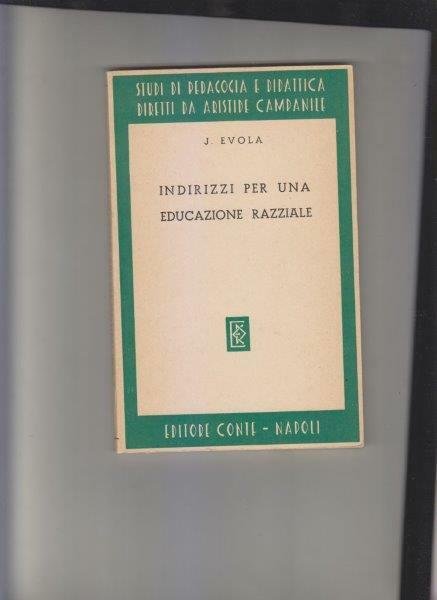 STUDI DI PEDAGOGIA E DIDATTICA
DIRETTI DA ARISTIDE CAMPANILE
J. EVOLA
INDIRIZZI PER UNA
EDUCAZIONE RAZZIALE
EDITORE CONTE - NAPOLI